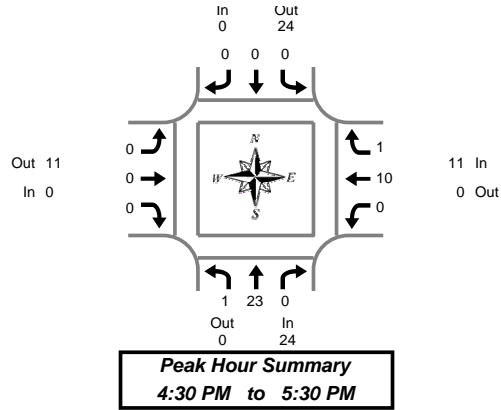 In Out
0 24
0 0 0
0 1
Out 11 0 10 11 In
In 0 0 0 0 Out
N
W E
S
1 23 0
Out In
0 24
Peak Hour Summary
4:30 PM to 5:30 PM